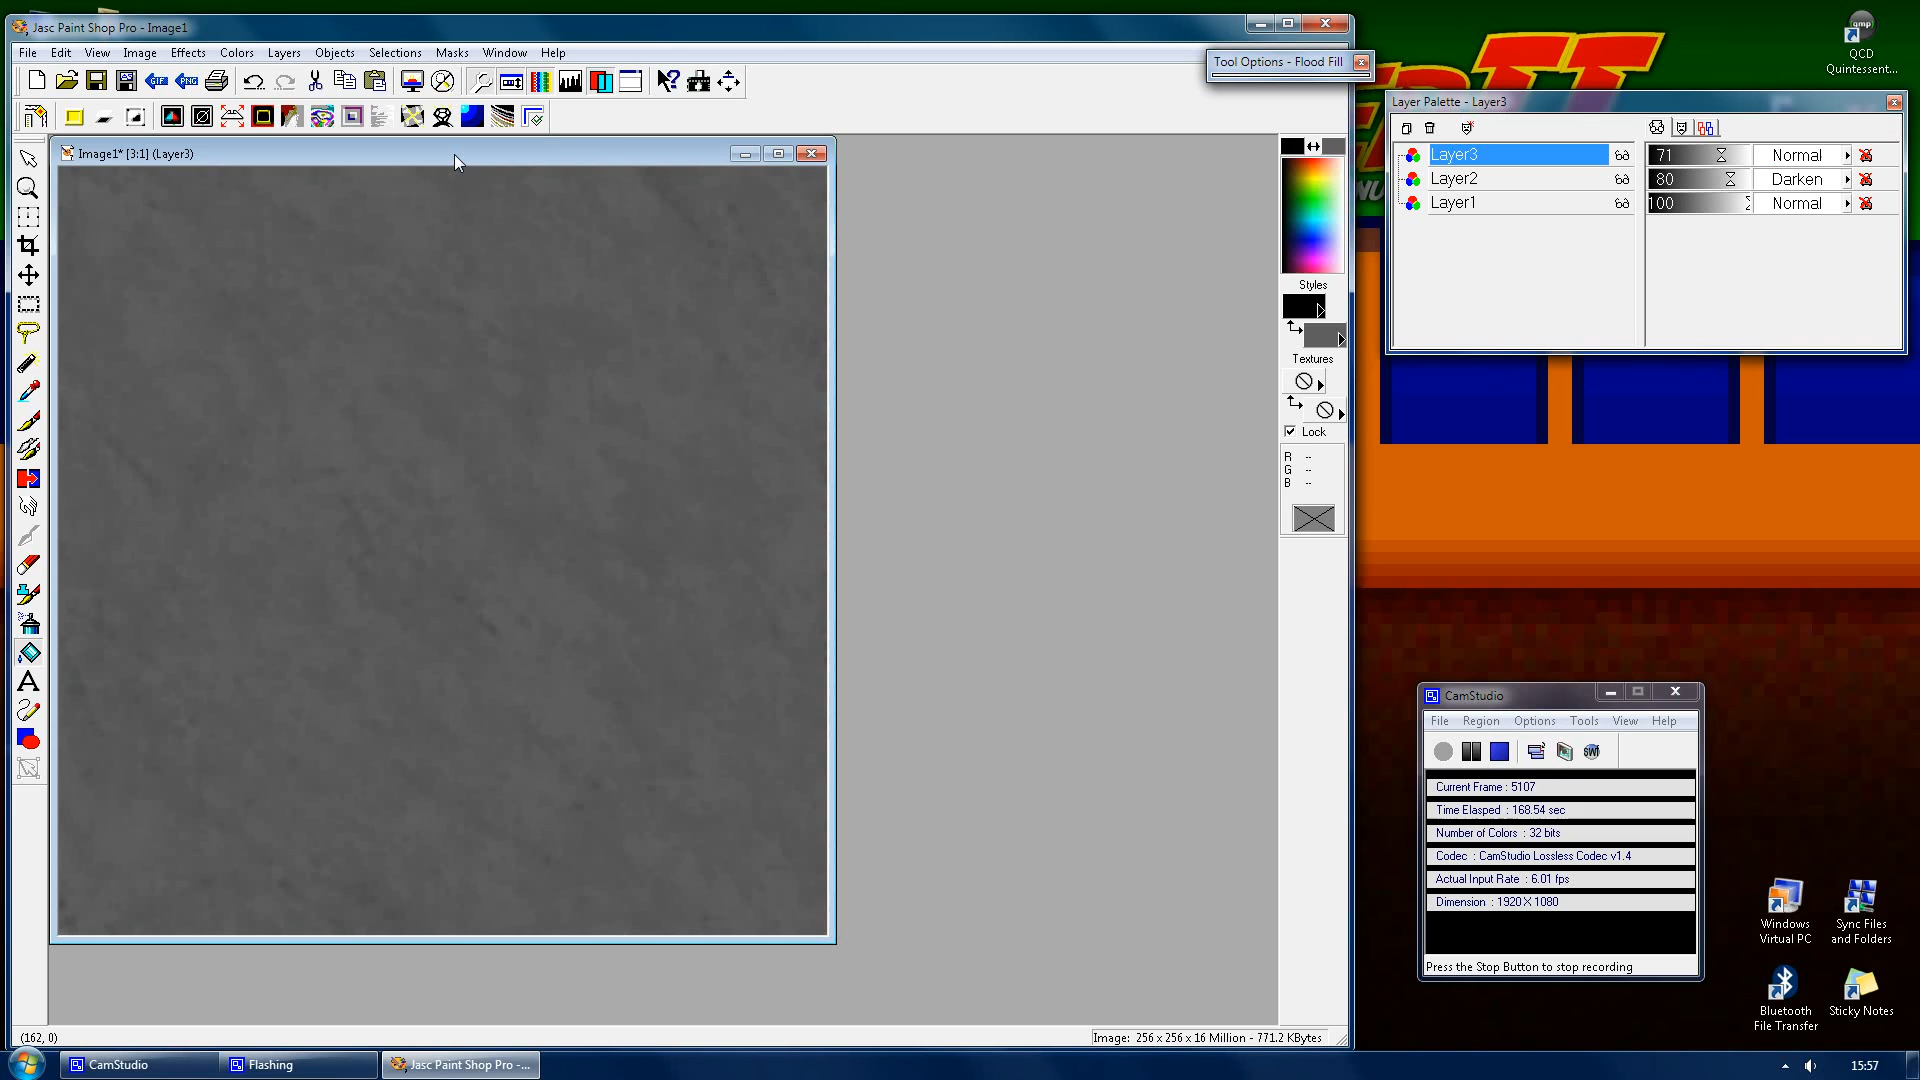 Jasc Paint Shop Pro - Image1
File Edit View Image Effects Colors Layers Objects Selections Masks Window Help
Tool Options - Flood Fill
QCD
Quintessent...
Layer Palette - Layer3
Image1* [3:1] (Layer3)
Layer3 71 Normal
Layer2 80 Darken
Layer1 100 Normal
Styles
Textures
Lock
R --
G --
B --
CamStudio
File Region Options Tools View Help
Current Frame : 5107
Time Elasped : 168.54 sec
Number of Colors : 32 bits
Codec : CamStudio Lossless Codec v1.4
Actual Input Rate : 6.01 fps
Dimension : 1920 X 1080
Press the Stop Button to stop recording
Windows
Virtual PC
Sync Files
and Folders
Bluetooth
File Transfer
Sticky Notes
(162, 0)
Image: 256 x 256 x 16 Million - 771.2 KBytes
CamStudio
Flashing
Jasc Paint Shop Pro -...
15:57